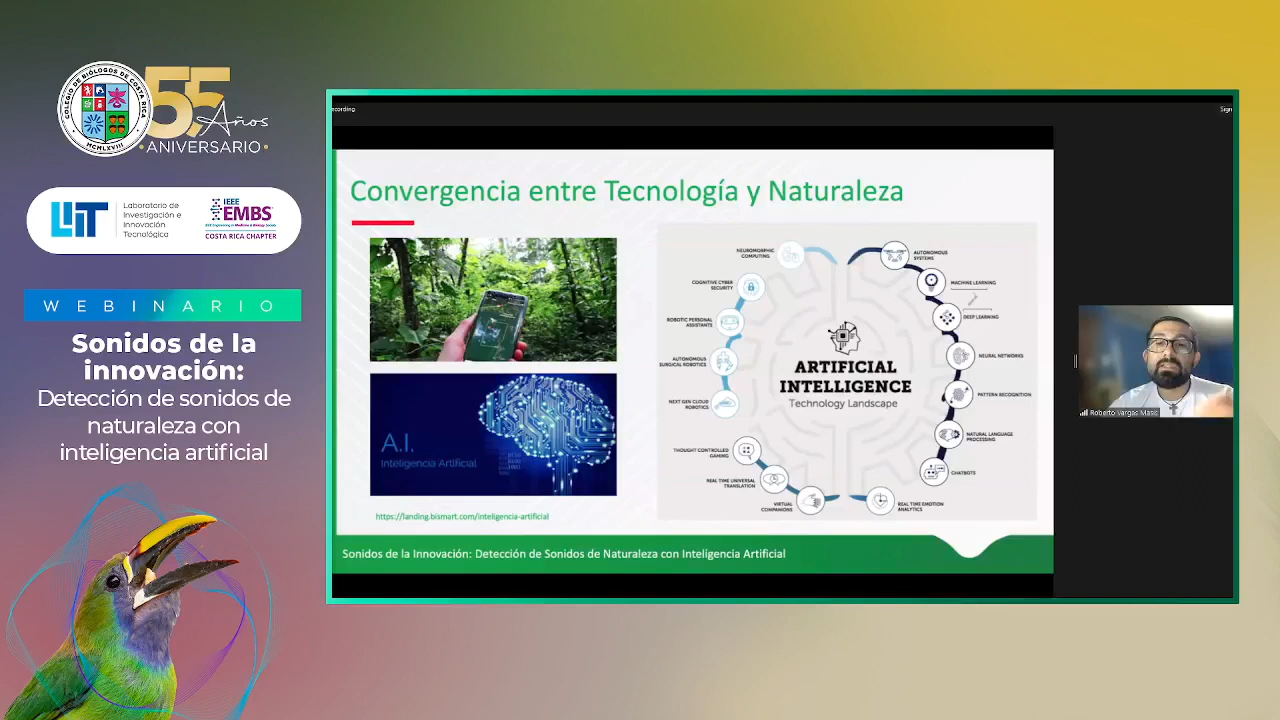 COLEGIO DE BIÓLOGOS DE COSTA RICA
MCMLXVIII
55
Años
ANIVERSARIO
LIIT
Laboratorio de
Investigación e
Innovación
Tecnológica
IEEE
EMBS
COSTA RICA CHAPTER
WEBINARI
Sonidos de la
innovación:
Detección de sonidos de
naturaleza con
inteligencia artificial
ecording
Sign
Convergencia entre Tecnología y Naturaleza
A.I.
Inteligencia Artificial
https://landing.bismart.com/inteligencia-artificial
NEUROMORPHIC
COMPUTING
COGNITIVE CYBER
SECURITY
ROBOTIC PERSONAL
ASSISTANTS
AUTONOMOUS
SURGICAL ROBOTICS
NEXT GEN CLOUD
ROBOTICS
THOUGHT CONTROLLED
GAMING
REAL TIME UNIVERSAL
TRANSLATION
VIRTUAL
COMPANIONS
ARTIFICIAL
INTELLIGENCE
Technology Landscape
AUTONOMOUS
SYSTEMS
MACHINE LEARNING
DEEP LEARNING
NEURAL NETWORKS
PATTERN RECOGNITION
NATURAL LANGUAGE
PROCESSING
CHATBOTS
REAL TIME EMOTION
ANALYTICS
Sonidos de la Innovación: Detección de Sonidos de Naturaleza con Inteligencia Artificial
Roberto Vargas Masís